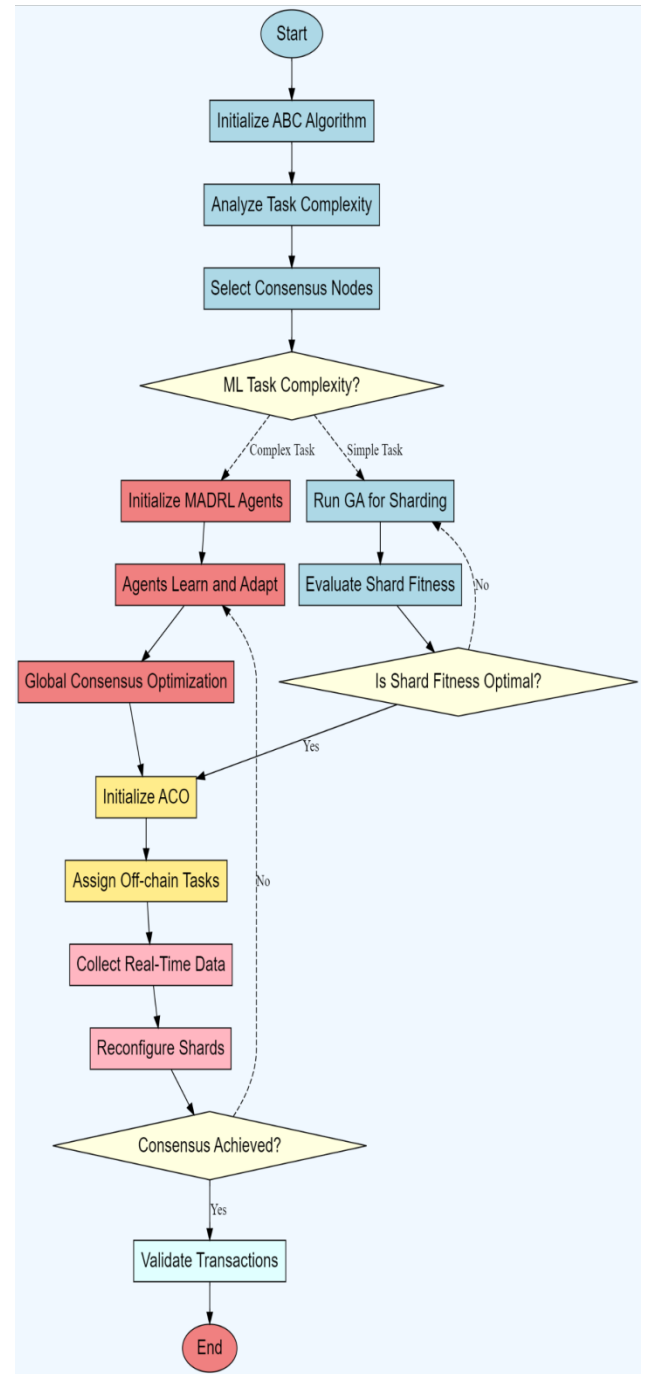 Start
Initialize ABC Algorithm
Analyze Task Complexity
Select Consensus Nodes
ML Task Complexity?
Complex Task
Simple Task
Initialize MADRL Agents
Run GA for Sharding
Agents Learn and Adapt
Evaluate Shard Fitness
No
Global Consensus Optimization
Is Shard Fitness Optimal?
Yes
Initialize ACO
Assign Off-chain Tasks
No
Collect Real-Time Data
Reconfigure Shards
Consensus Achieved?
Yes
Validate Transactions
End